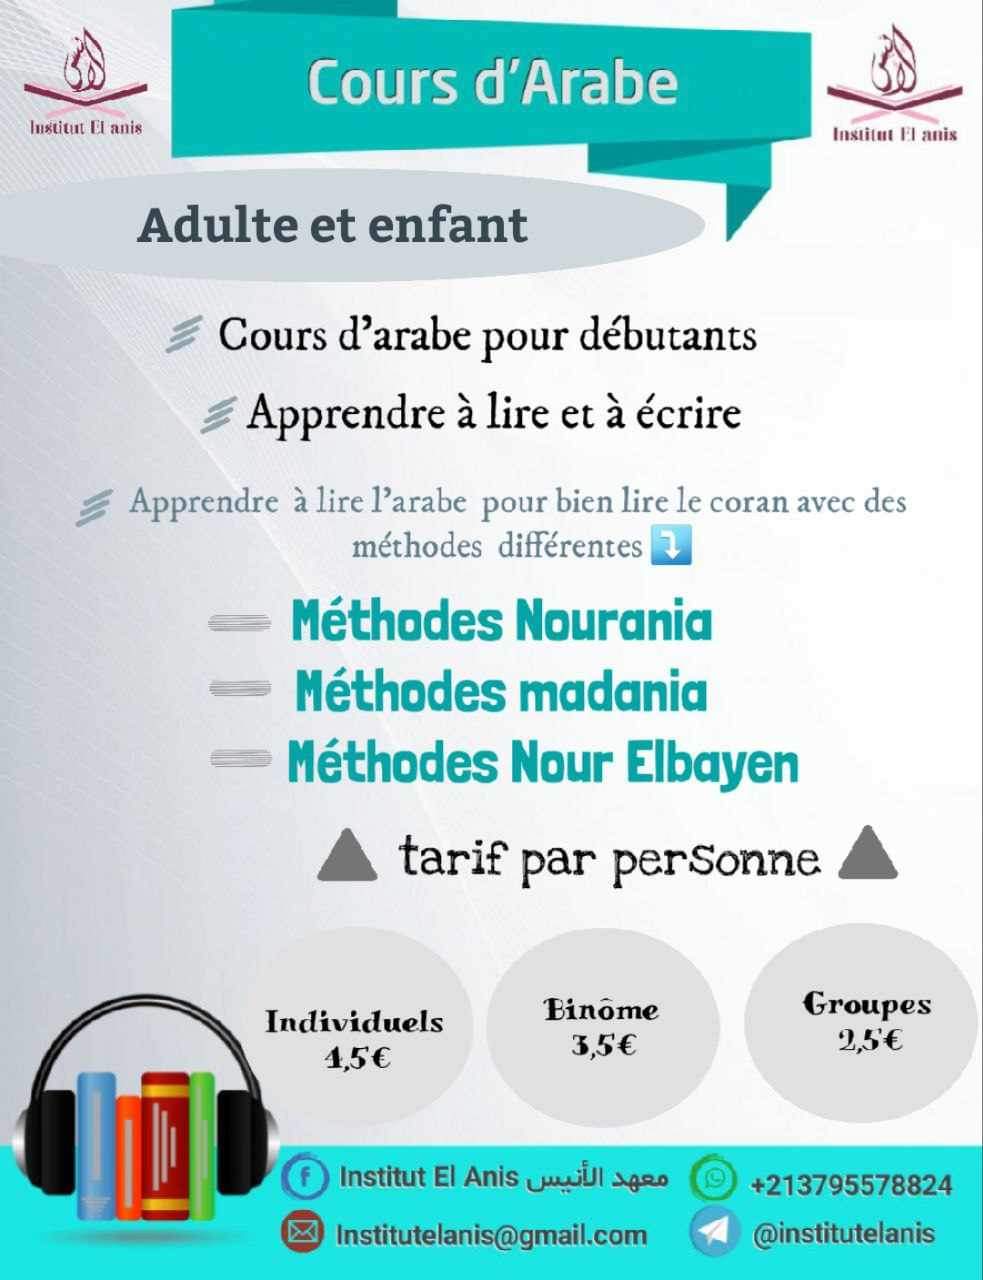 Institut El anis
Cours d'Arabe
Institut El anis
Adulte et enfant
Cours d'arabe pour débutants
Apprendre à lire et à écrire
Apprendre à lire l'arabe pour bien lire le coran avec des
méthodes différentes
Méthodes Nourania
Méthodes madania
Méthodes Nour Elbayen
tarif par personne
Individuels
4,5€
Binôme
3,5€
Groupes
2,5€
Institut El Anis معهد الأنيس
+213795578824
Institutelanis@gmail.com
@institutelanis